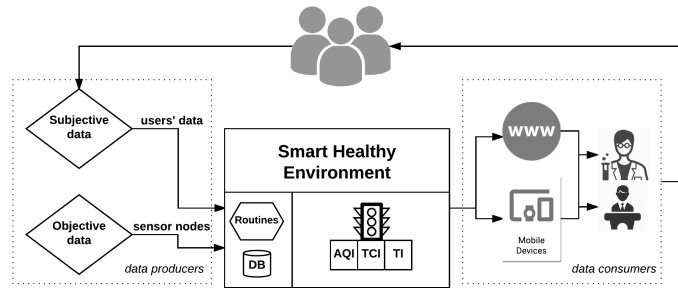 Subjective
data
users' data
Objective
data
sensor nodes
data producers
Smart Healthy
Environment
Routines
DB
AQI TCI TI
www
Mobile
Devices
data consumers